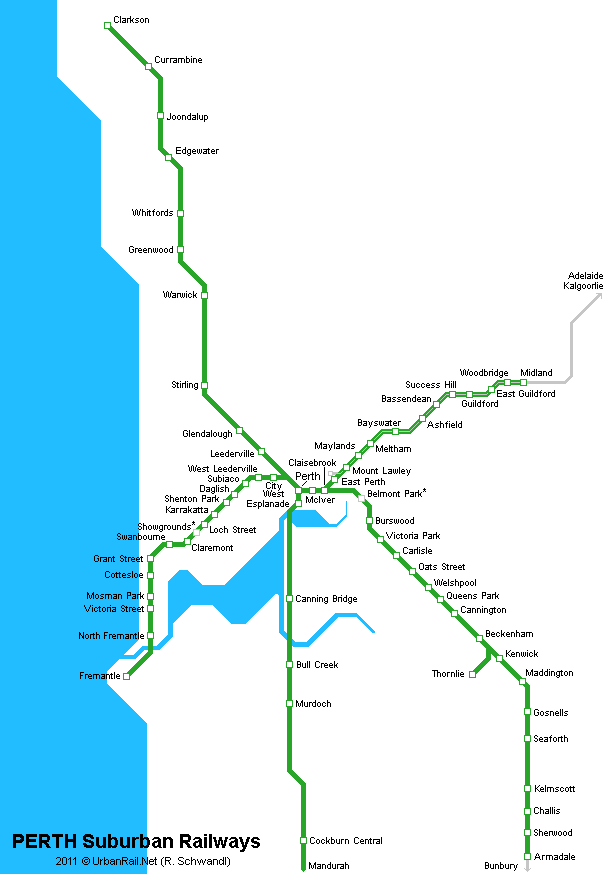 Clarkson
Currambine
Joondalup
Edgewater
Whitfords
Greenwood
Adelaide
Kalgoorlie
Warwick
Stirling
Woodbridge
Midland
Success Hill
East Guildford
Bassendean
Guildford
Bayswater
Ashfield
Glendalough
Maylands
Meltham
Leederville
Claisebrook
West Leederville
Mount Lawley
Subiaco
Perth
East Perth
Daglish
City
West
Belmont Park*
Shenton Park
Esplanade
McIver
Karrakatta
Burswood
Showgrounds*
Loch Street
Swanbourne
Victoria Park
Claremont
Carlisle
Grant Street
Oats Street
Cottesloe
Welshpool
Mosman Park
Queens Park
Canning Bridge
Victoria Street
Cannington
North Fremantle
Beckenham
Kenwick
Bull Creek
Fremantle
Thornlie
Maddington
Murdoch
Gosnells
Seaforth
Kelmscott
Challis
Sherwood
PERTH Suburban Railways
Cockburn Central
2011 © UrbanRail.Net (R. Schwandl)
Armadale
Mandurah
Bunbury